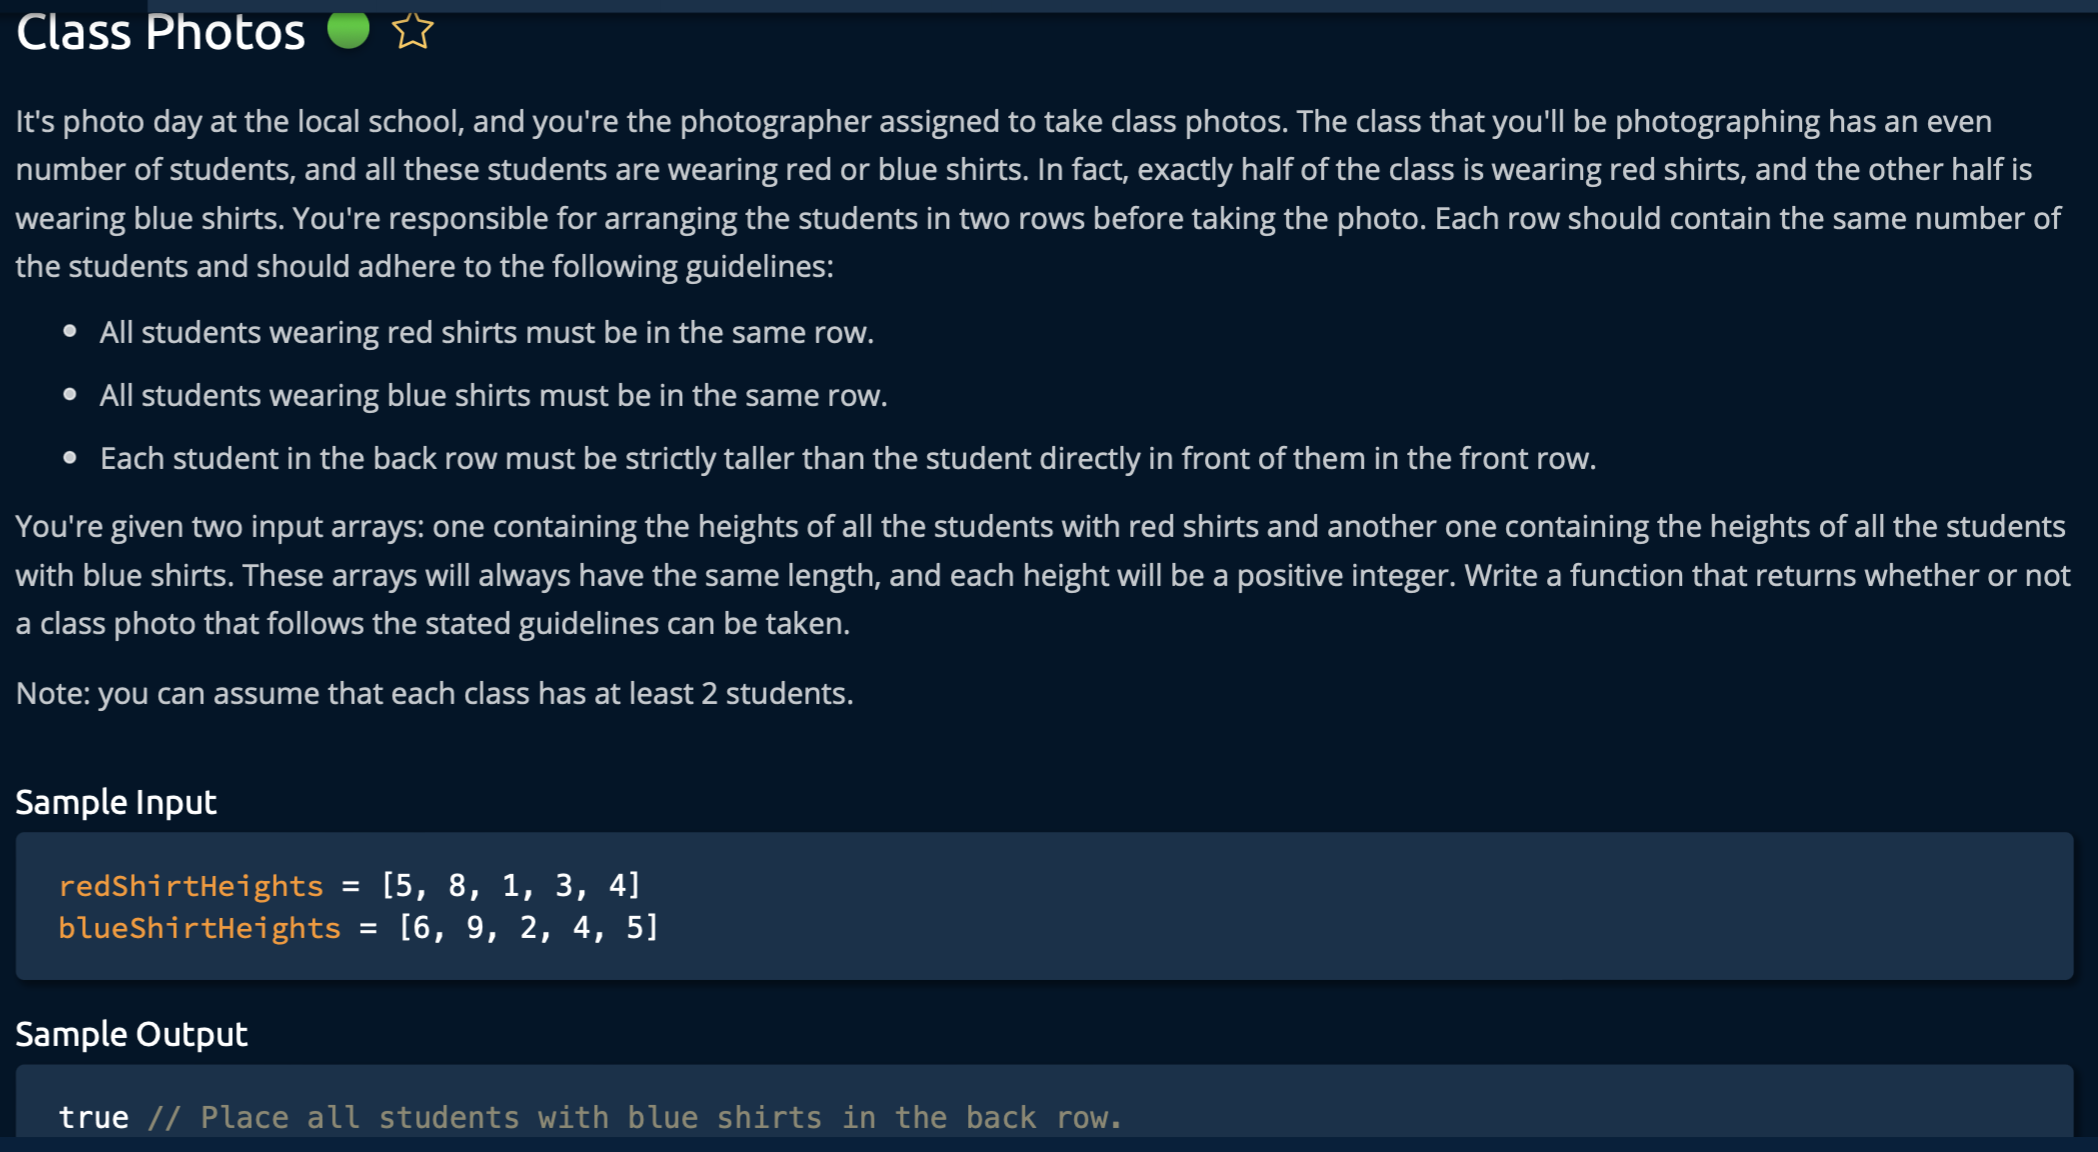 Class Photos
It's photo day at the local school, and you're the photographer assigned to take class photos. The class that you'll be photographing has an even
number of students, and all these students are wearing red or blue shirts. In fact, exactly half of the class is wearing red shirts, and the other half is
wearing blue shirts. You're responsible for arranging the students in two rows before taking the photo. Each row should contain the same number of
the students and should adhere to the following guidelines:
• All students wearing red shirts must be in the same row.
• All students wearing blue shirts must be in the same row.
• Each student in the back row must be strictly taller than the student directly in front of them in the front row.
You're given two input arrays: one containing the heights of all the students with red shirts and another one containing the heights of all the students
with blue shirts. These arrays will always have the same length, and each height will be a positive integer. Write a function that returns whether or not
a class photo that follows the stated guidelines can be taken.
Note: you can assume that each class has at least 2 students.
Sample Input
redShirtHeights = [5, 8, 1, 3, 4]
blueShirtHeights = [6, 9, 2, 4, 5]
Sample Output
true // Place all students with blue shirts in the back row.